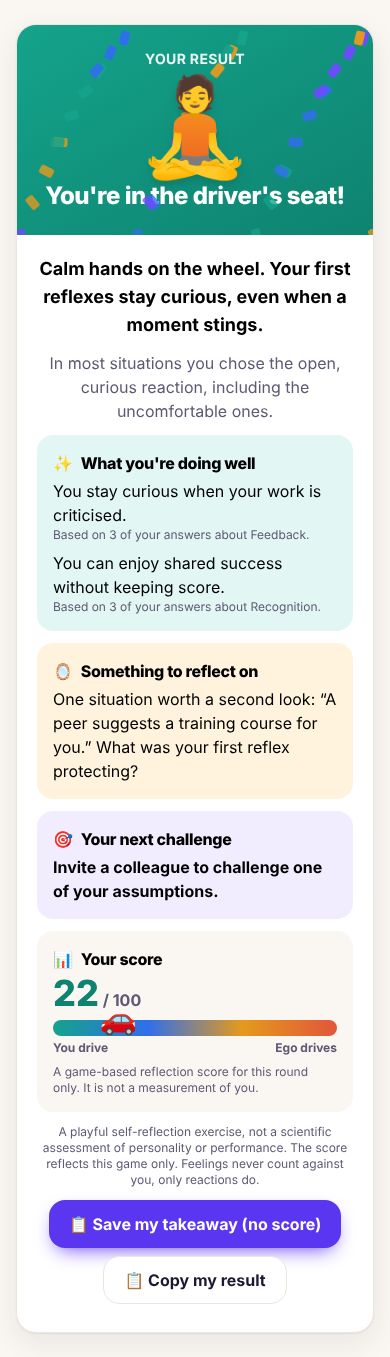 YOUR RESULT
You're in the driver's seat!
Calm hands on the wheel. Your first
reflexes stay curious, even when a
moment stings.
In most situations you chose the open,
curious reaction, including the
uncomfortable ones.
What you're doing well
You stay curious when your work is
criticised.
Based on 3 of your answers about Feedback.
You can enjoy shared success
without keeping score.
Based on 3 of your answers about Recognition.
Something to reflect on
One situation worth a second look: “A
peer suggests a training course for
you.” What was your first reflex
protecting?
Your next challenge
Invite a colleague to challenge one
of your assumptions.
Your score
22 / 100
You drive Ego drives
A game-based reflection score for this round
only. It is not a measurement of you.
A playful self-reflection exercise, not a scientific
assessment of personality or performance. The score
reflects this game only. Feelings never count against
you, only reactions do.
Save my takeaway (no score)
Copy my result